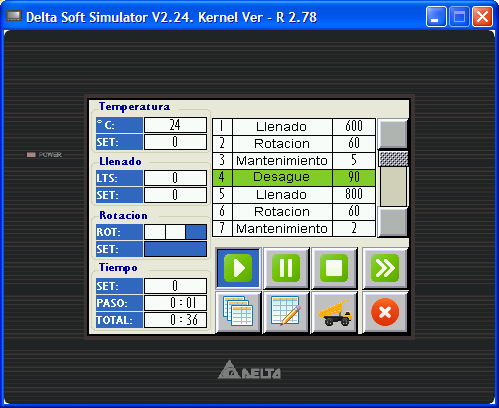 Delta Soft Simulator V2.24. Kernel Ver - R 2.78
POWER
Temperatura
°C: 24
SET: 0
Llenado
LTS: 0
SET: 0
Rotacion
ROT:
SET:
Tiempo
SET: 0
PASO: 0:01
TOTAL: 0:36
1 Llenado 600
2 Rotacion 60
3 Mantenimiento 5
4 Desague 90
5 Llenado 800
6 Rotacion 60
7 Mantenimiento 2
DELTA